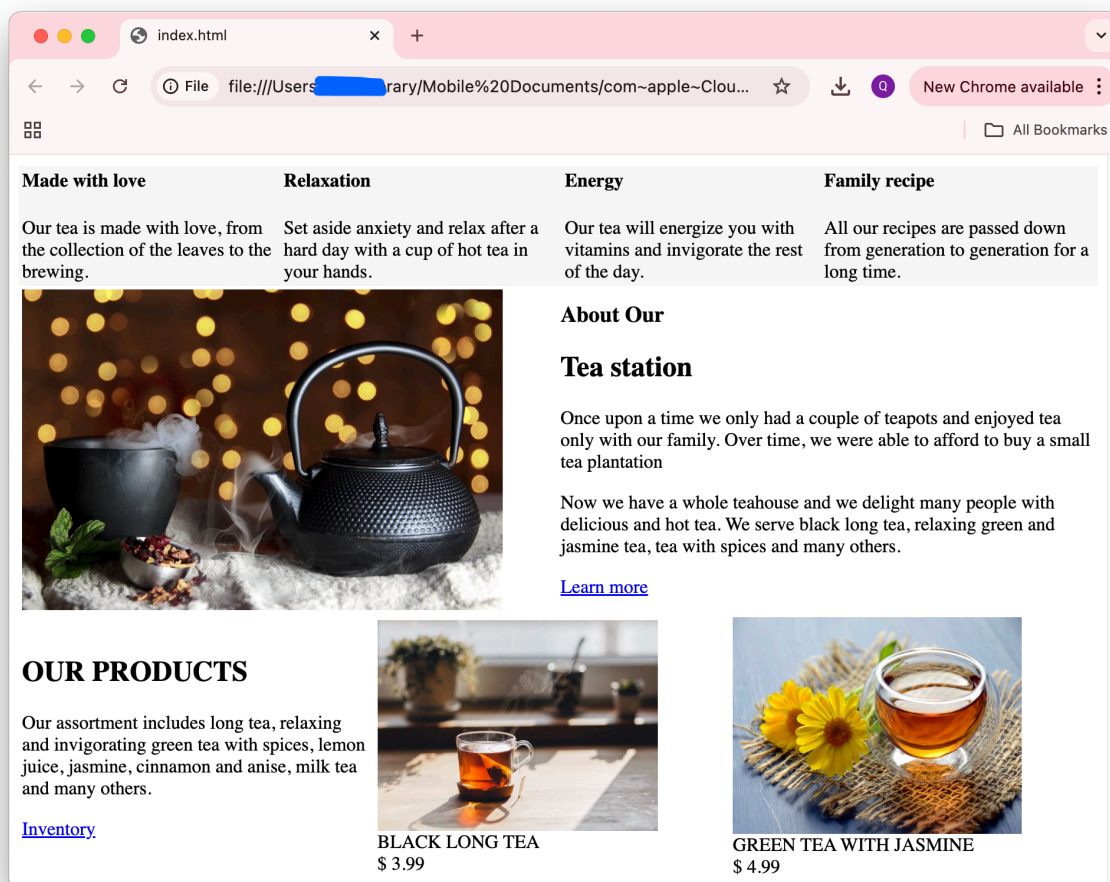 index.html
File
file:///Users
rary/Mobile%20Documents/com~apple~Clou...
Q
New Chrome available
All Bookmarks
Made with love
Our tea is made with love, from
the collection of the leaves to the
brewing.
Relaxation
Set aside anxiety and relax after a
hard day with a cup of hot tea in
your hands.
Energy
Our tea will energize you with
vitamins and invigorate the rest
of the day.
Family recipe
All our recipes are passed down
from generation to generation for a
long time.
About Our
Tea station
Once upon a time we only had a couple of teapots and enjoyed tea
only with our family. Over time, we were able to afford to buy a small
tea plantation
Now we have a whole teahouse and we delight many people with
delicious and hot tea. We serve black long tea, relaxing green and
jasmine tea, tea with spices and many others.
Learn more
OUR PRODUCTS
Our assortment includes long tea, relaxing
and invigorating green tea with spices, lemon
juice, jasmine, cinnamon and anise, milk tea
and many others.
Inventory
BLACK LONG TEA
$ 3.99
GREEN TEA WITH JASMINE
$ 4.99